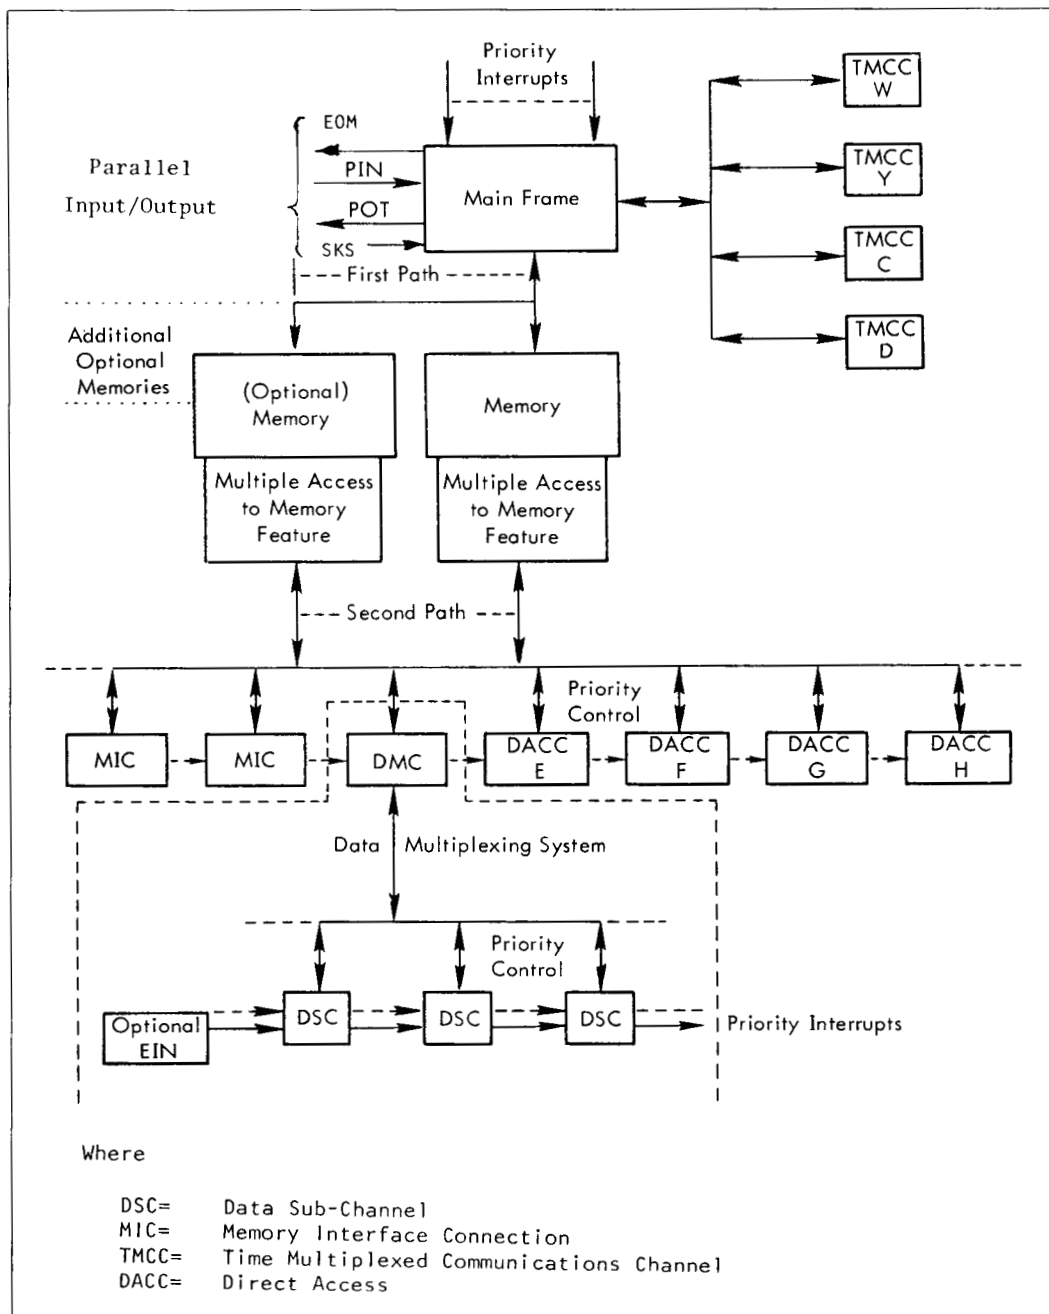 Priority
Interrupts
EOM
PIN
POT
SKS
Parallel
Input/Output
Main Frame
TMCC
W
TMCC
Y
TMCC
C
TMCC
D
First Path
Additional
Optional
Memories
(Optional)
Memory
Memory
Multiple Access
to Memory
Feature
Multiple Access
to Memory
Feature
Second Path
Priority
Control
MIC
MIC
DMC
DACC
E
DACC
F
DACC
G
DACC
H
Data Multiplexing System
Priority
Control
Optional
EIN
DSC
DSC
DSC
Priority Interrupts
Where
DSC= Data Sub-Channel
MIC= Memory Interface Connection
TMCC= Time Multiplexed Communications Channel
DACC= Direct Access